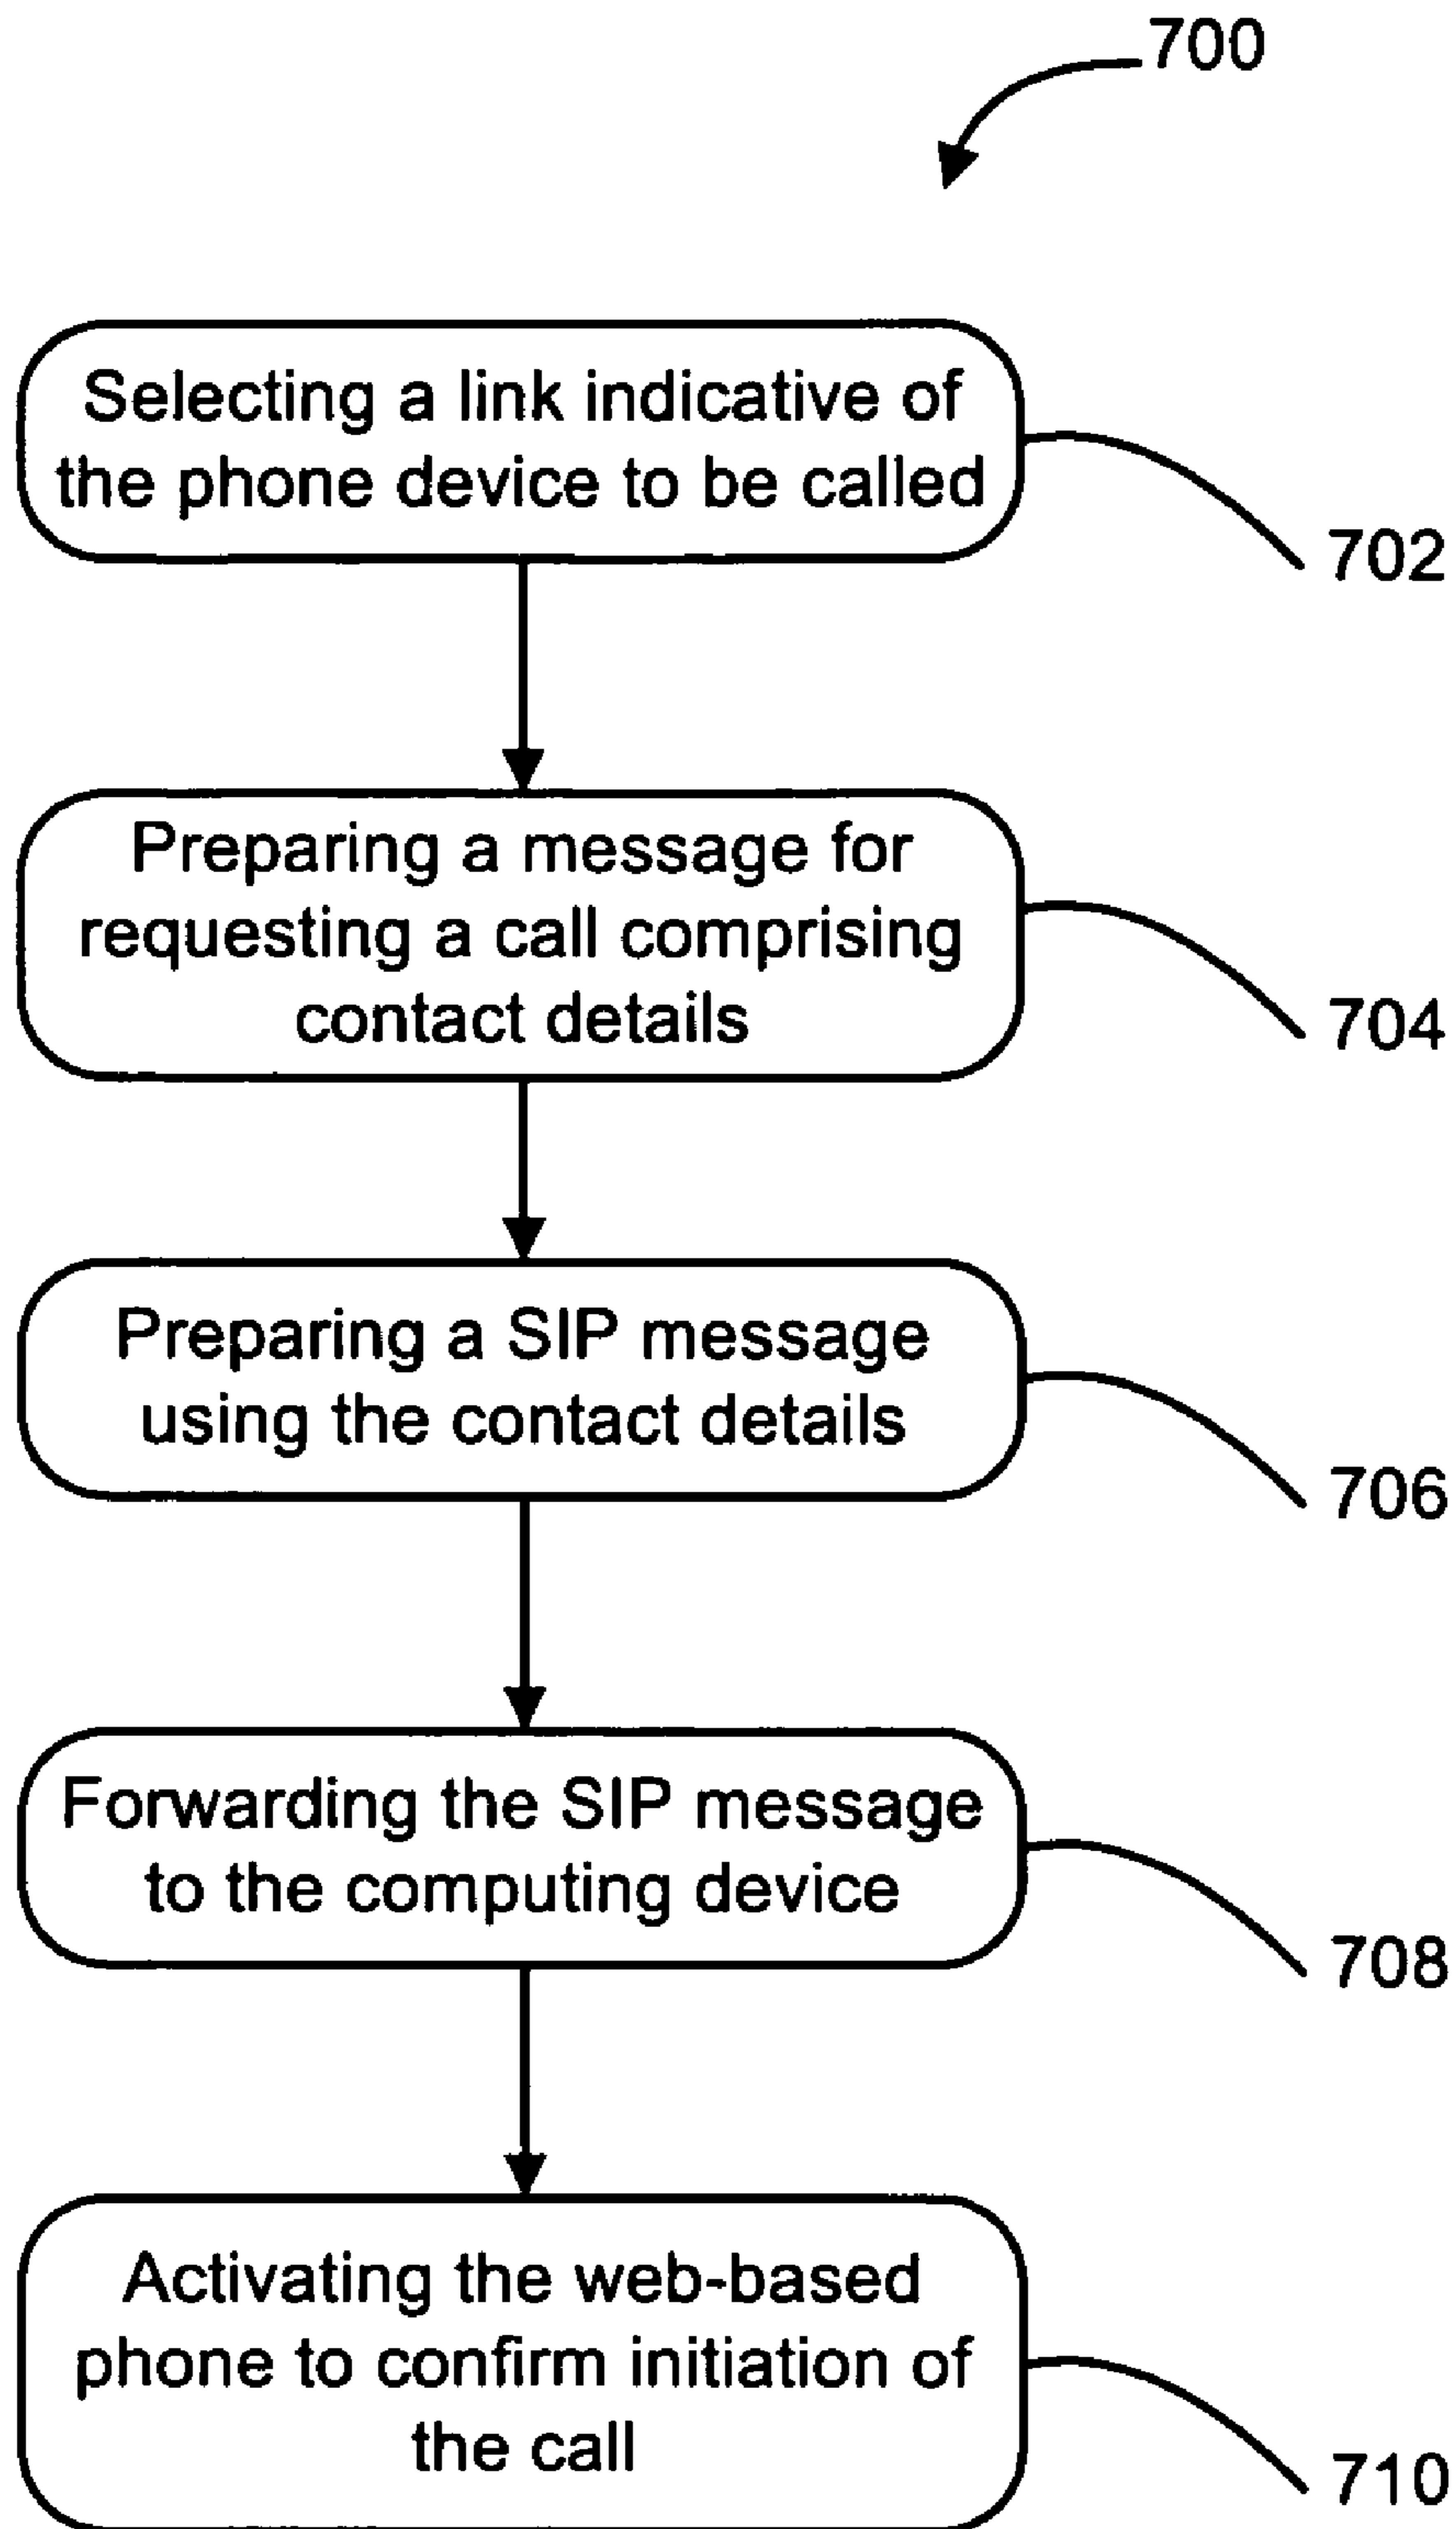 700
Selecting a link indicative of
the phone device to be called
702
Preparing a message for
requesting a call comprising
contact details
704
Preparing a SIP message
using the contact details
706
Forwarding the SIP message
to the computing device
708
Activating the web-based
phone to confirm initiation of
the call
710